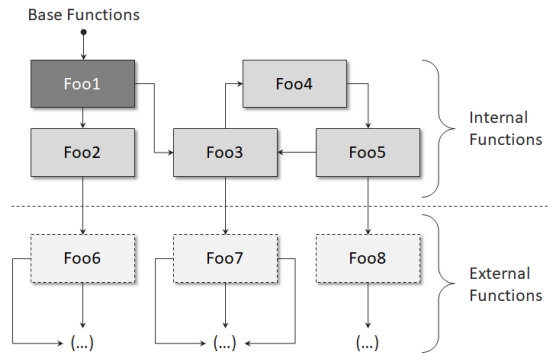 Base Functions
Foo1
Foo4
Internal
Functions
Foo2
Foo3
Foo5
Foo6
Foo7
Foo8
External
Functions
(...)
(...)
(...)